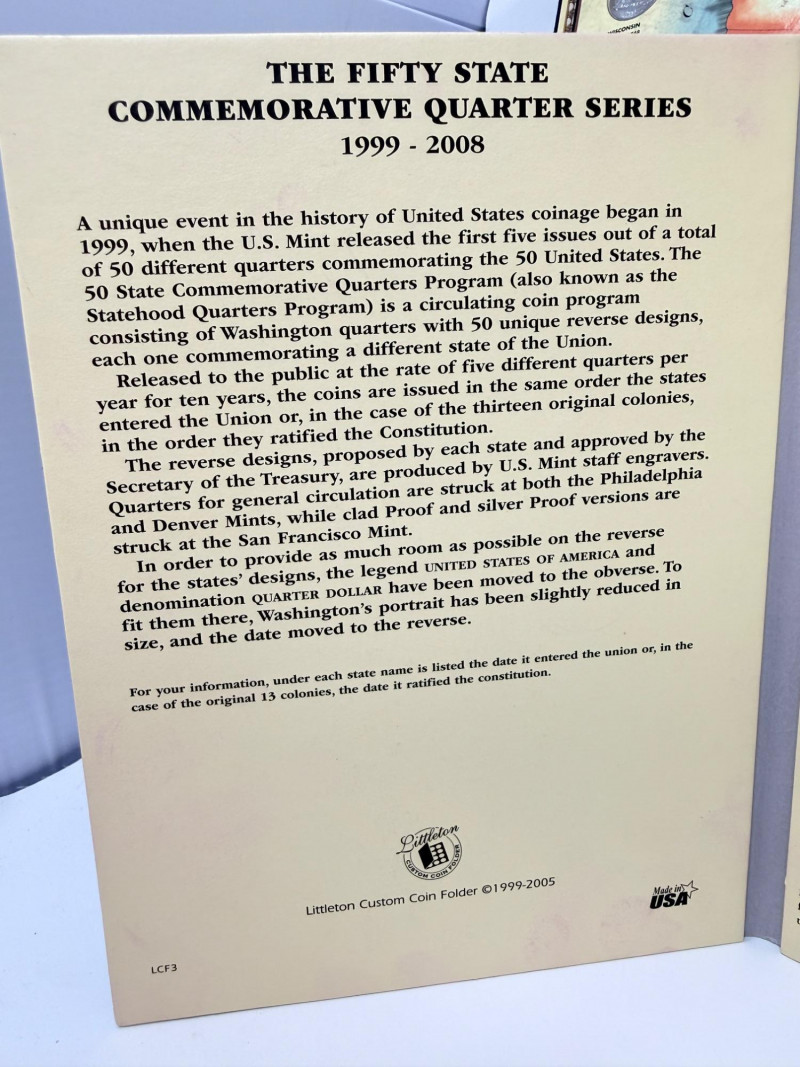 WISCONSIN
THE FIFTY STATE
COMMEMORATIVE QUARTER SERIES
1999 - 2008
A unique event in the history of United States coinage began in
1999, when the U.S. Mint released the first five issues out of a total
of 50 different quarters commemorating the 50 United States. The
50 State Commemorative Quarters Program (also known as the
Statehood Quarters Program) is a circulating coin program
consisting of Washington quarters with 50 unique reverse designs,
each one commemorating a different state of the Union.
Released to the public at the rate of five different quarters per
year for ten years, the coins are issued in the same order the states
entered the Union or, in the case of the thirteen original colonies,
in the order they ratified the Constitution.
The reverse designs, proposed by each state and approved by the
Secretary of the Treasury, are produced by U.S. Mint staff engravers.
Quarters for general circulation are struck at both the Philadelphia
and Denver Mints, while clad Proof and silver Proof versions are
struck at the San Francisco Mint.
In order to provide as much room as possible on the reverse
for the states' designs, the legend UNITED STATES OF AMERICA and
denomination QUARTER DOLLAR have been moved to the obverse. To
fit them there, Washington's portrait has been slightly reduced in
size, and the date moved to the reverse.
For your information, under each state name is listed the date it entered the union or, in the
case of the original 13 colonies, the date it ratified the constitution.
Littleton
CUSTOM COIN FOLDER
Littleton Custom Coin Folder ©1999-2005
Made in
USA
LCF3